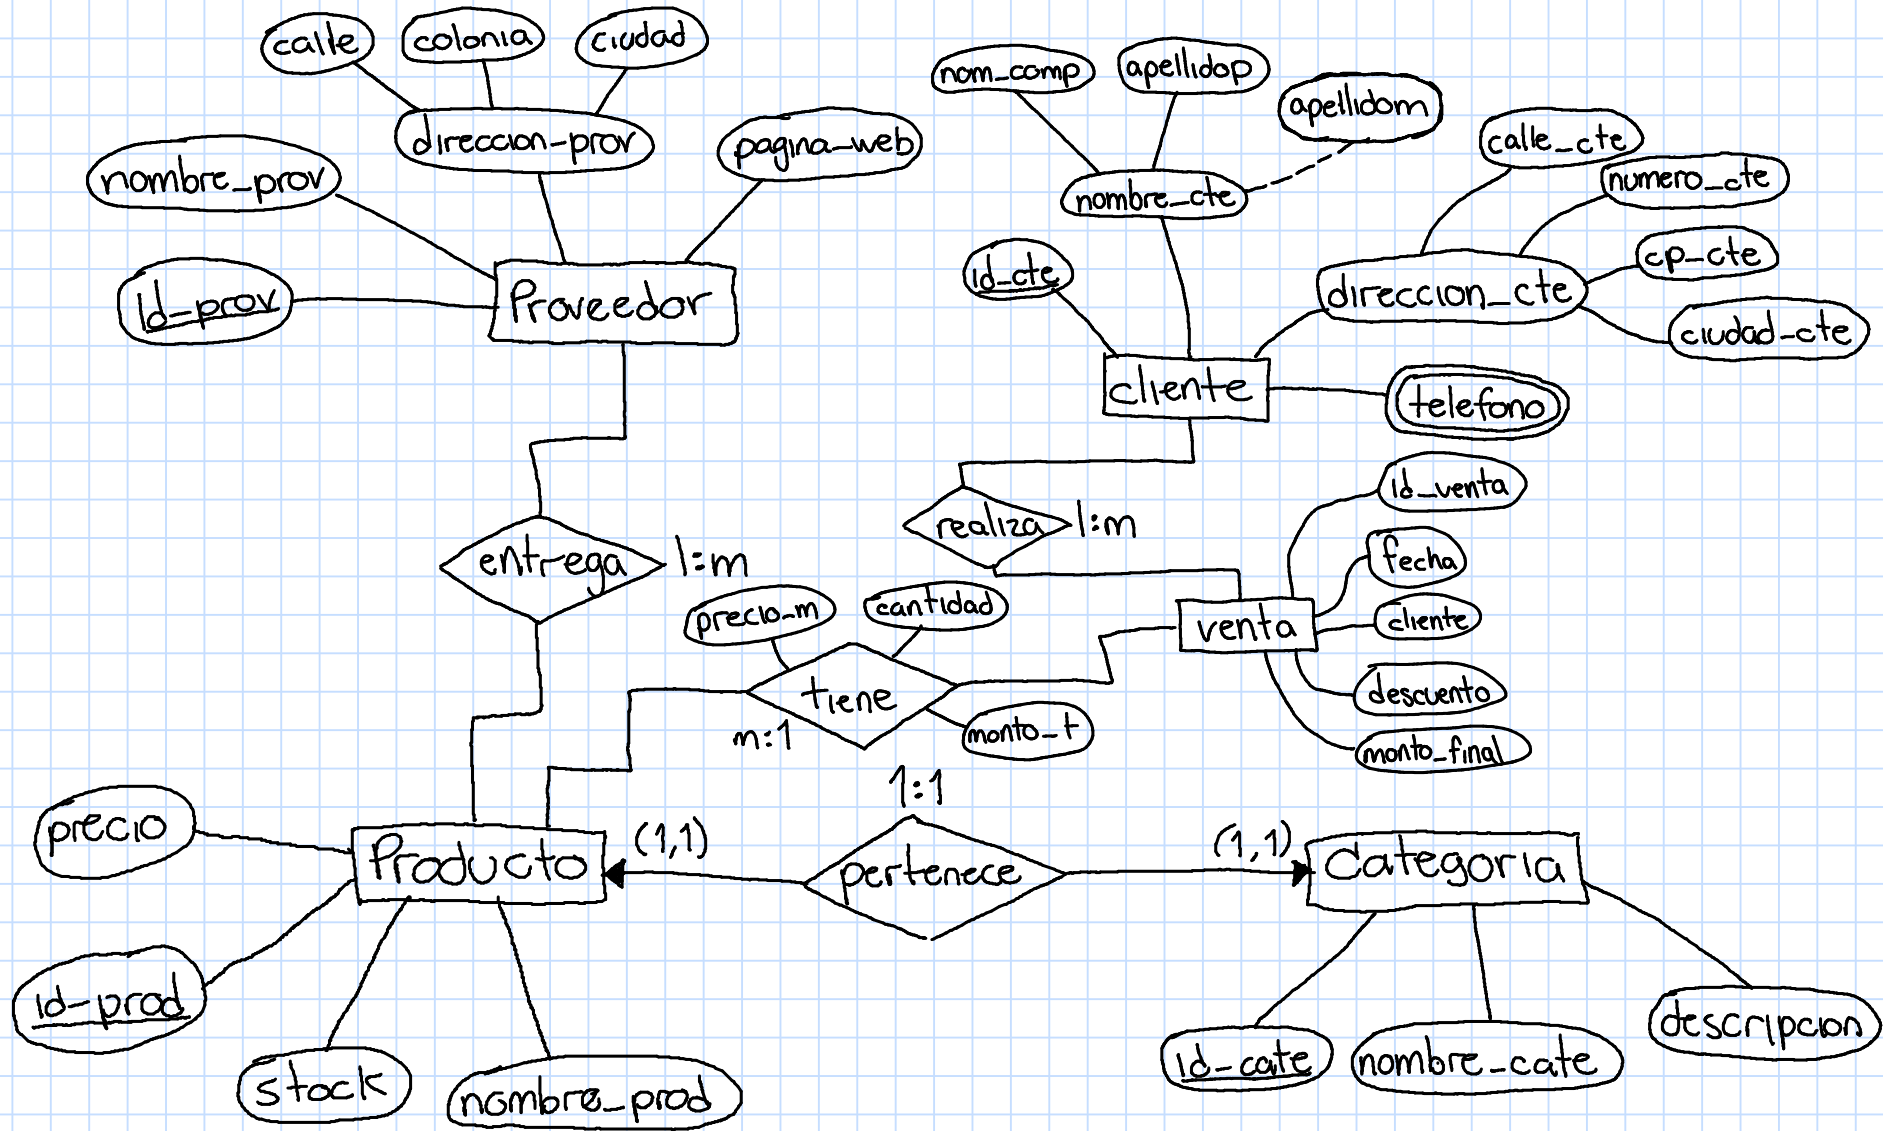 calle
colonia
ciudad
direccion-prov
pagina_web
nombre_prov
id-prov
Proveedor
nom_comp
apellidop
apellidom
nombre_cte
id_cte
calle_cte
numero_cte
cp-cte
direccion_cte
ciudad-cte
cliente
telefono
realiza
1:m
id_venta
fecha
cliente
descuento
monto_final
venta
entrega
1:m
precio_m
cantidad
tiene
m:1
monto_t
1:1
precio
Producto
(1,1)
pertenece
(1,1)
Categoria
id-prod
stock
nombre_prod
id-cate
nombre_cate
descripcion